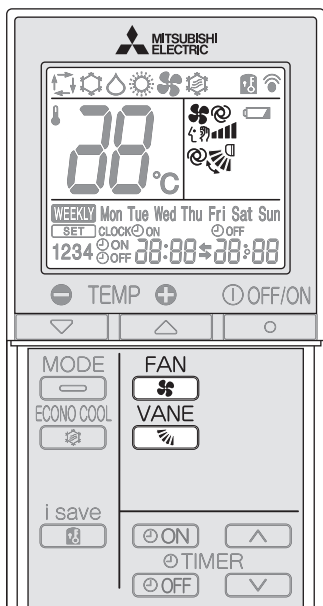 MITSUBISHI
ELECTRIC
88°C
WEEKLY Mon Tue Wed Thu Fri Sat Sun
SET CLOCK ON OFF
1234 ON OFF 88:88 88:88
TEMP OFF/ON
MODE FAN
ECONO COOL VANE
i save
ON
TIMER
OFF